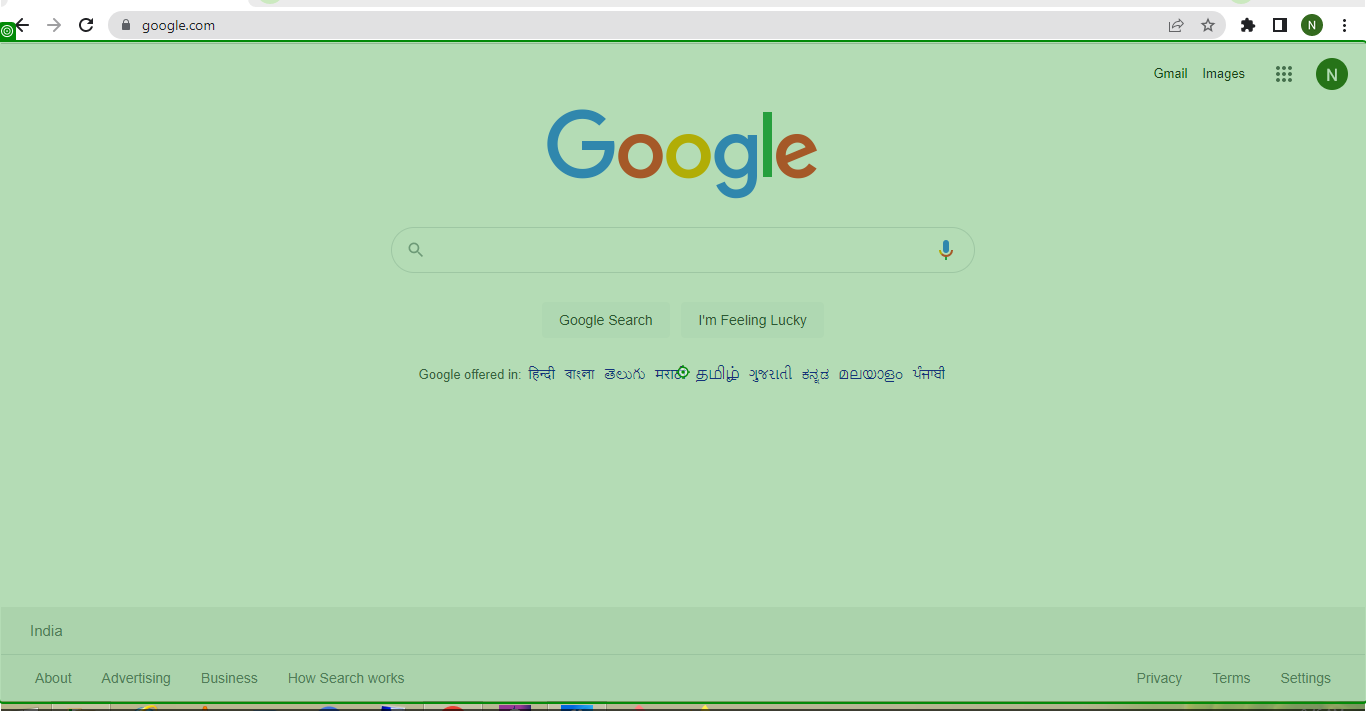 google.com
N
Gmail Images
N
Google
Google Search I'm Feeling Lucky
Google offered in: हिन्दी বাংলা తెలుగు தமிழ் ગુજરાતી ಕನ್ನಡ മലയാളം ਪੰਜਾਬੀ
India
About Advertising Business How Search works Privacy Terms Settings